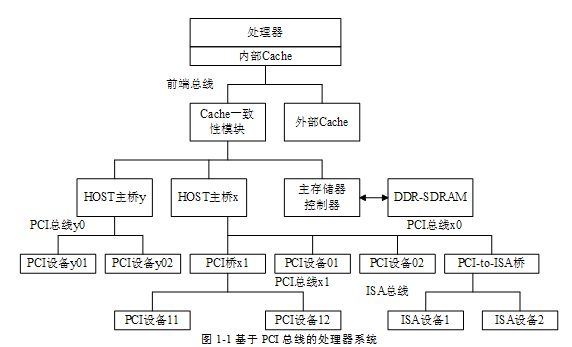 处理器
内部Cache
前端总线
Cache一致
性模块
外部Cache
HOST主桥y
HOST主桥x
主存储器
控制器
DDR-SDRAM
PCI总线y0
PCI总线x0
PCI设备y01
PCI设备y02
PCI桥x1
PCI设备01
PCI设备02
PCI-to-ISA桥
PCI总线x1
ISA总线
PCI设备11
PCI设备12
ISA设备1
ISA设备2
图 1-1 基于 PCI 总线的处理器系统